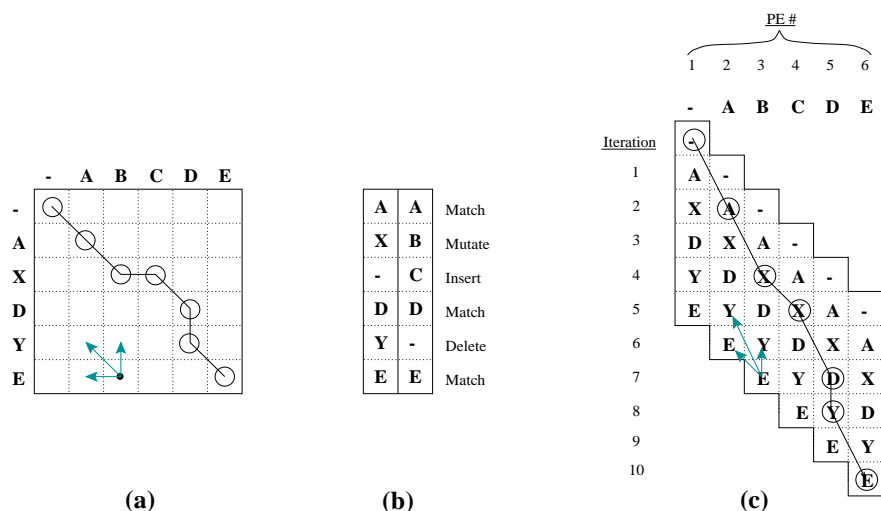 PE #
1 2 3 4 5 6
- A B C D E
Iteration -
1 A -
2 X A -
3 D X A -
4 Y D X A -
5 E Y D X A -
6 E Y D X A
7 E Y D X
8 E Y D
9 E Y
10 E
- A B C D E
-
A
X
D
Y
E
A A Match
X B Mutate
- C Insert
D D Match
Y - Delete
E E Match
(a) (b) (c)